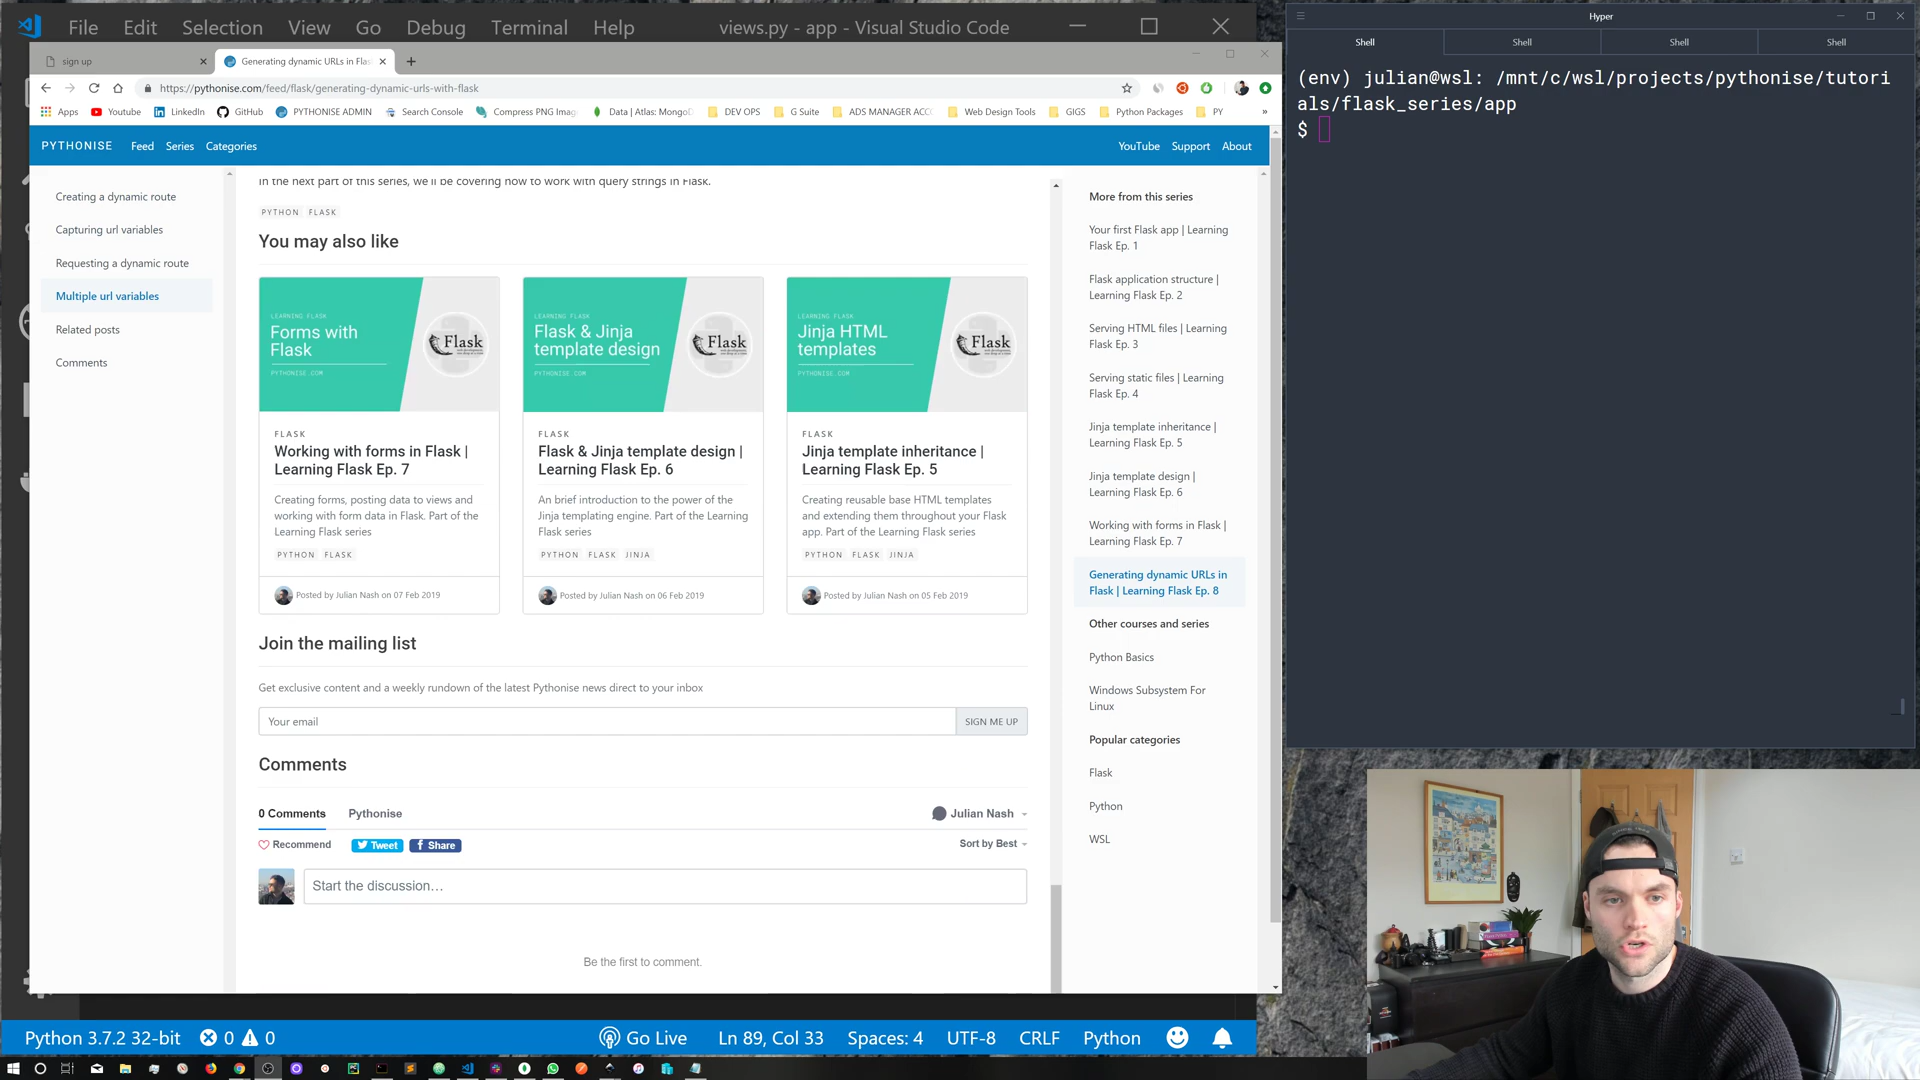 File Edit Selection View Go Debug Terminal Help
views.py - app - Visual Studio Code
sign up
Generating dynamic URLs in Flas
https://pythonise.com/feed/flask/generating-dynamic-urls-with-flask
Apps Youtube LinkedIn GitHub PYTHONISE ADMIN Search Console Compress PNG Imag Data | Atlas: MongoD DEV OPS G Suite ADS MANAGER ACC Web Design Tools GIGS Python Packages PY »
PYTHONISE Feed Series Categories
YouTube Support About
Creating a dynamic route
Capturing url variables
Requesting a dynamic route
Multiple url variables
Related posts
Comments
In the next part of this series, we'll be covering how to work with query strings in Flask.
PYTHON FLASK
You may also like
LEARNING FLASK
Forms with
Flask
PYTHONISE.COM
Flask
FLASK
Working with forms in Flask |
Learning Flask Ep. 7
Creating forms, posting data to views and
working with form data in Flask. Part of the
Learning Flask series
PYTHON FLASK
Posted by Julian Nash on 07 Feb 2019
LEARNING FLASK
Flask & Jinja
template design
PYTHONISE.COM
Flask
FLASK
Flask & Jinja template design |
Learning Flask Ep. 6
An brief introduction to the power of the
Jinja templating engine. Part of the Learning
Flask series
PYTHON FLASK JINJA
Posted by Julian Nash on 06 Feb 2019
LEARNING FLASK
Jinja HTML
templates
PYTHONISE.COM
Flask
FLASK
Jinja template inheritance |
Learning Flask Ep. 5
Creating reusable base HTML templates
and extending them throughout your Flask
app. Part of the Learning Flask series
PYTHON FLASK JINJA
Posted by Julian Nash on 05 Feb 2019
Join the mailing list
Get exclusive content and a weekly rundown of the latest Pythonise news direct to your inbox
Your email
SIGN ME UP
Comments
0 Comments Pythonise
Julian Nash
Recommend Tweet Share
Sort by Best
Start the discussion…
Be the first to comment.
More from this series
Your first Flask app | Learning
Flask Ep. 1
Flask application structure |
Learning Flask Ep. 2
Serving HTML files | Learning
Flask Ep. 3
Serving static files | Learning
Flask Ep. 4
Jinja template inheritance |
Learning Flask Ep. 5
Jinja template design |
Learning Flask Ep. 6
Working with forms in Flask |
Learning Flask Ep. 7
Generating dynamic URLs in
Flask | Learning Flask Ep. 8
Other courses and series
Python Basics
Windows Subsystem For
Linux
Popular categories
Flask
Python
WSL
Python 3.7.2 32-bit 0 0
Go Live Ln 89, Col 33 Spaces: 4 UTF-8 CRLF Python
Hyper
Shell Shell Shell Shell
(env) julian@wsl: /mnt/c/wsl/projects/pythonise/tutori
als/flask_series/app
$